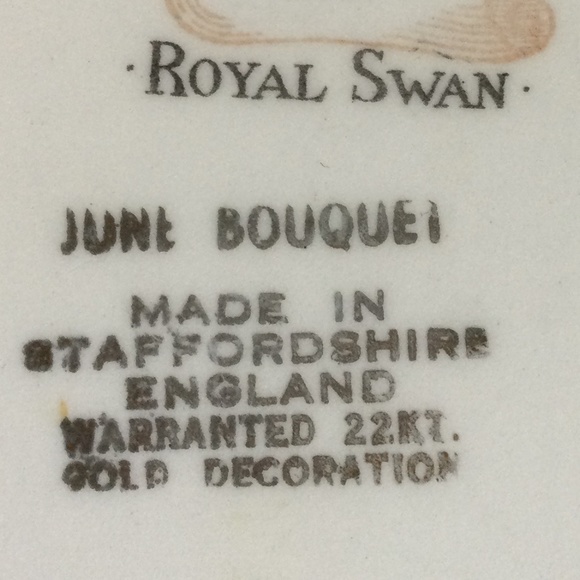 ·ROYAL SWAN·
JUNE BOUQUET
MADE IN
STAFFORDSHIRE
ENGLAND
WARRANTED 22KT.
GOLD DECORATION